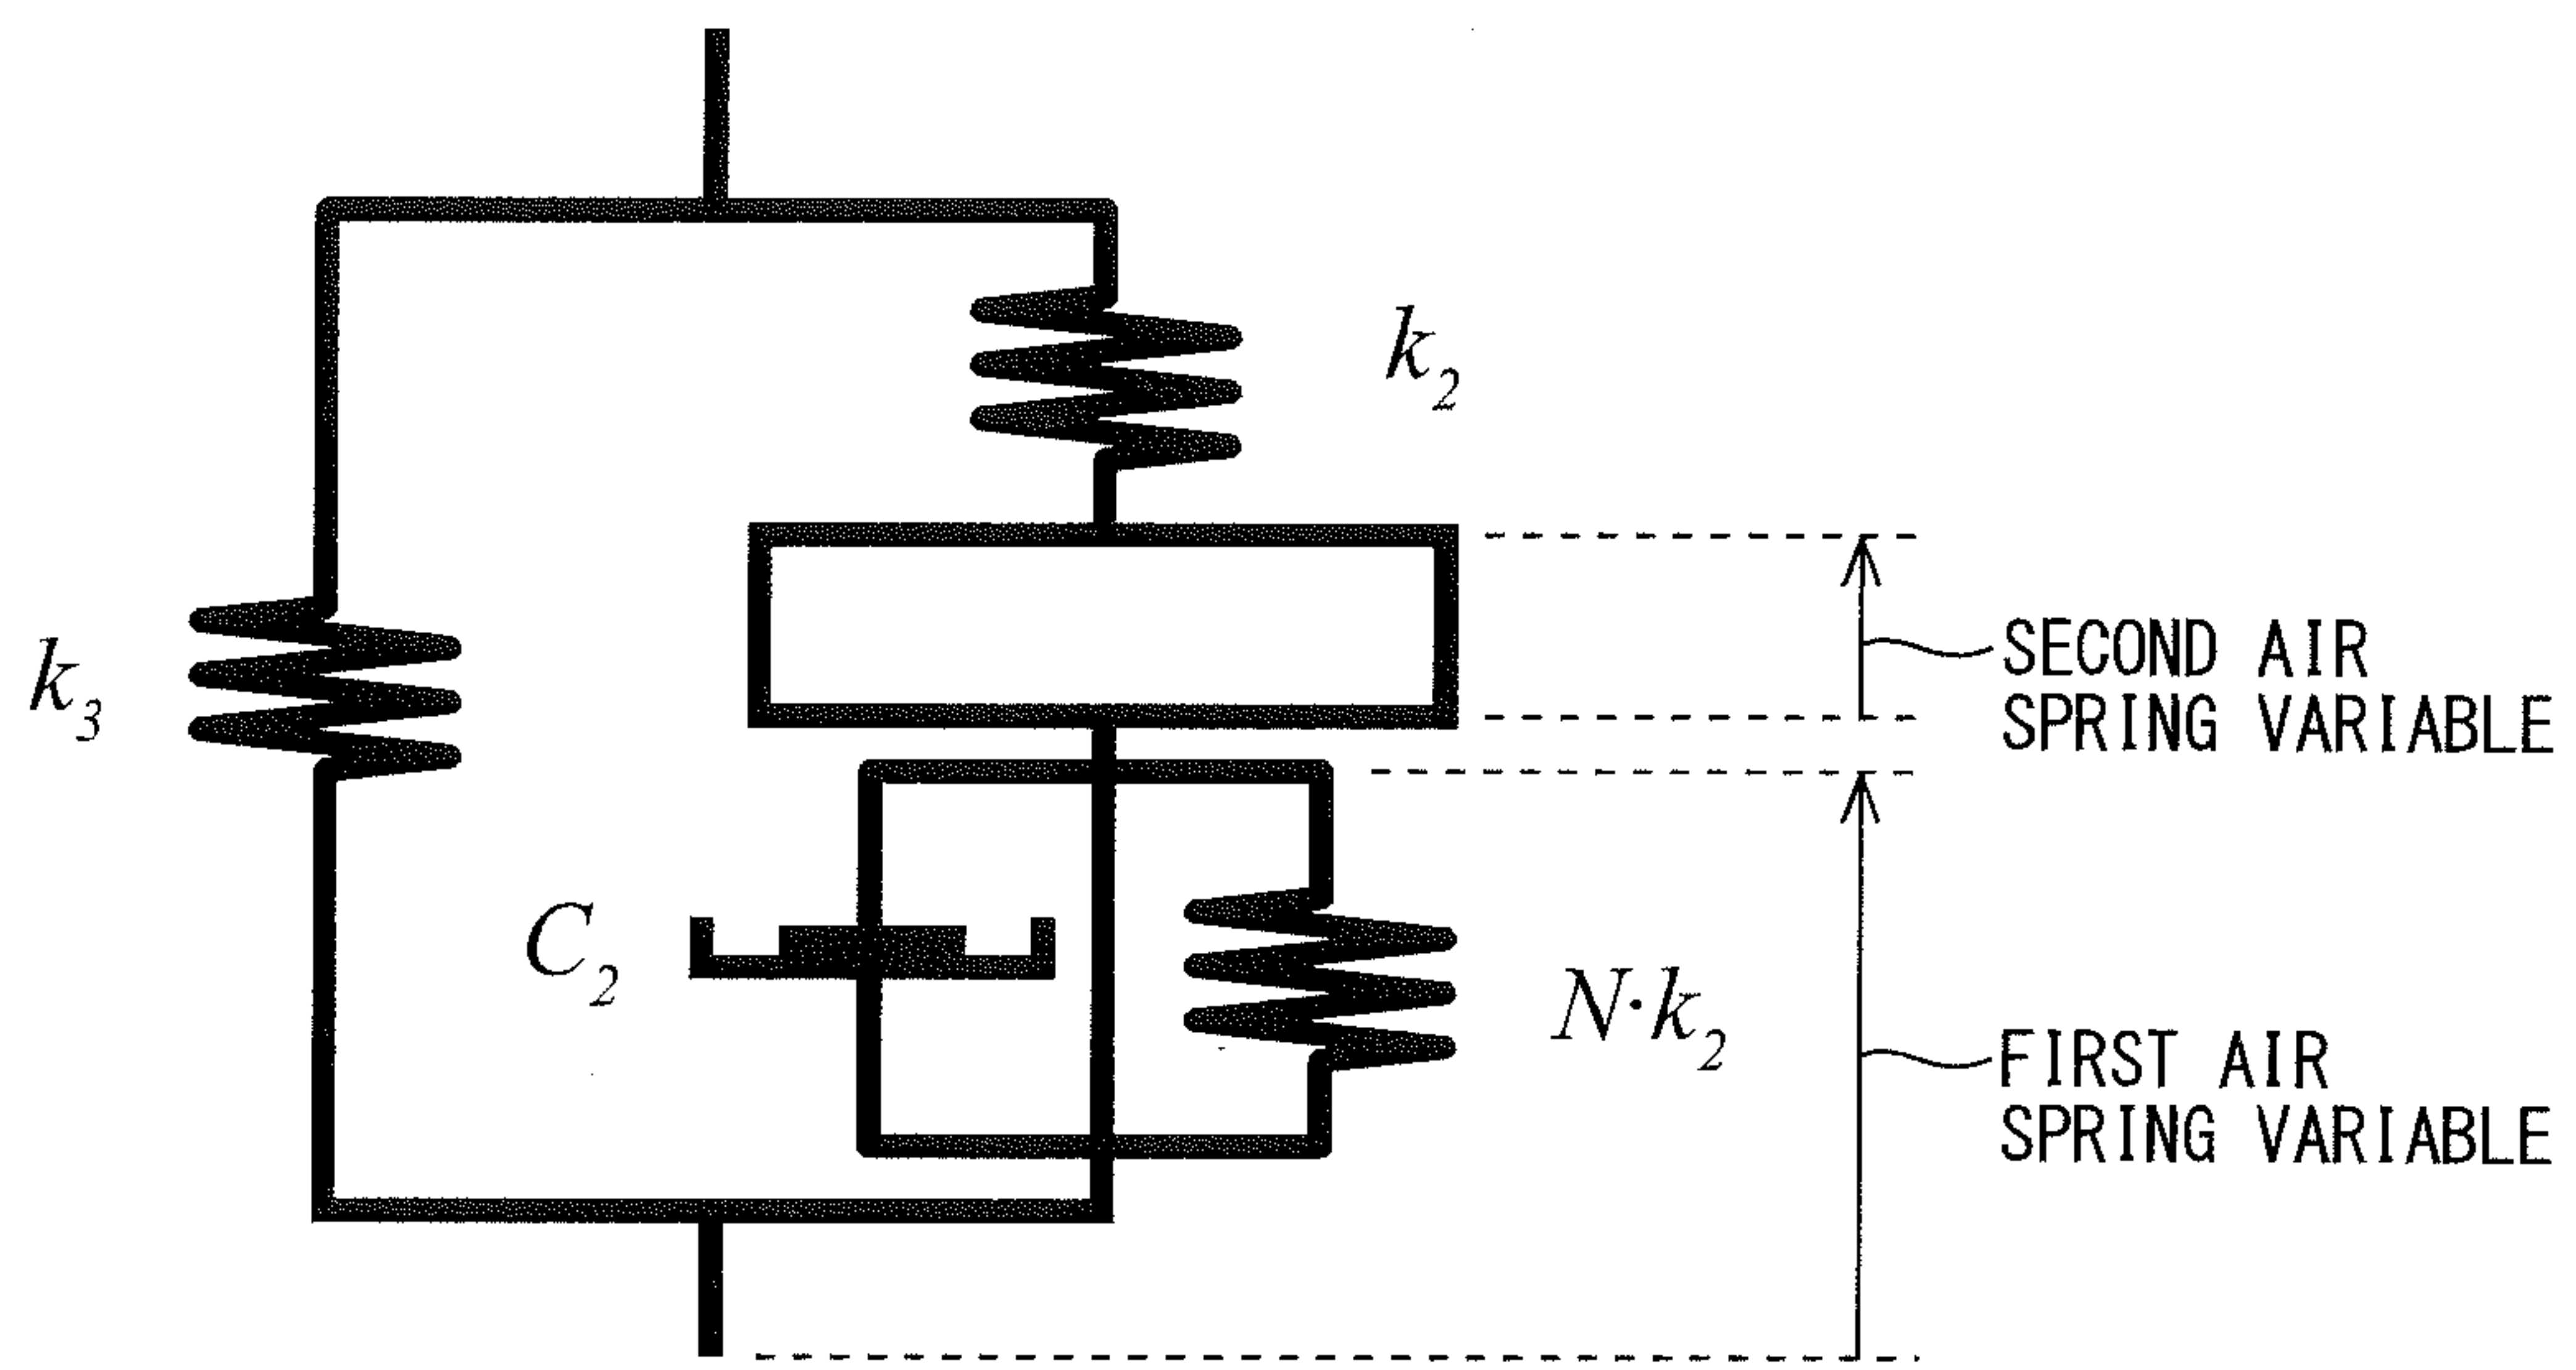 k₂
k₃
SECOND AIR
SPRING VARIABLE
C₂
N·k₂
FIRST AIR
SPRING VARIABLE